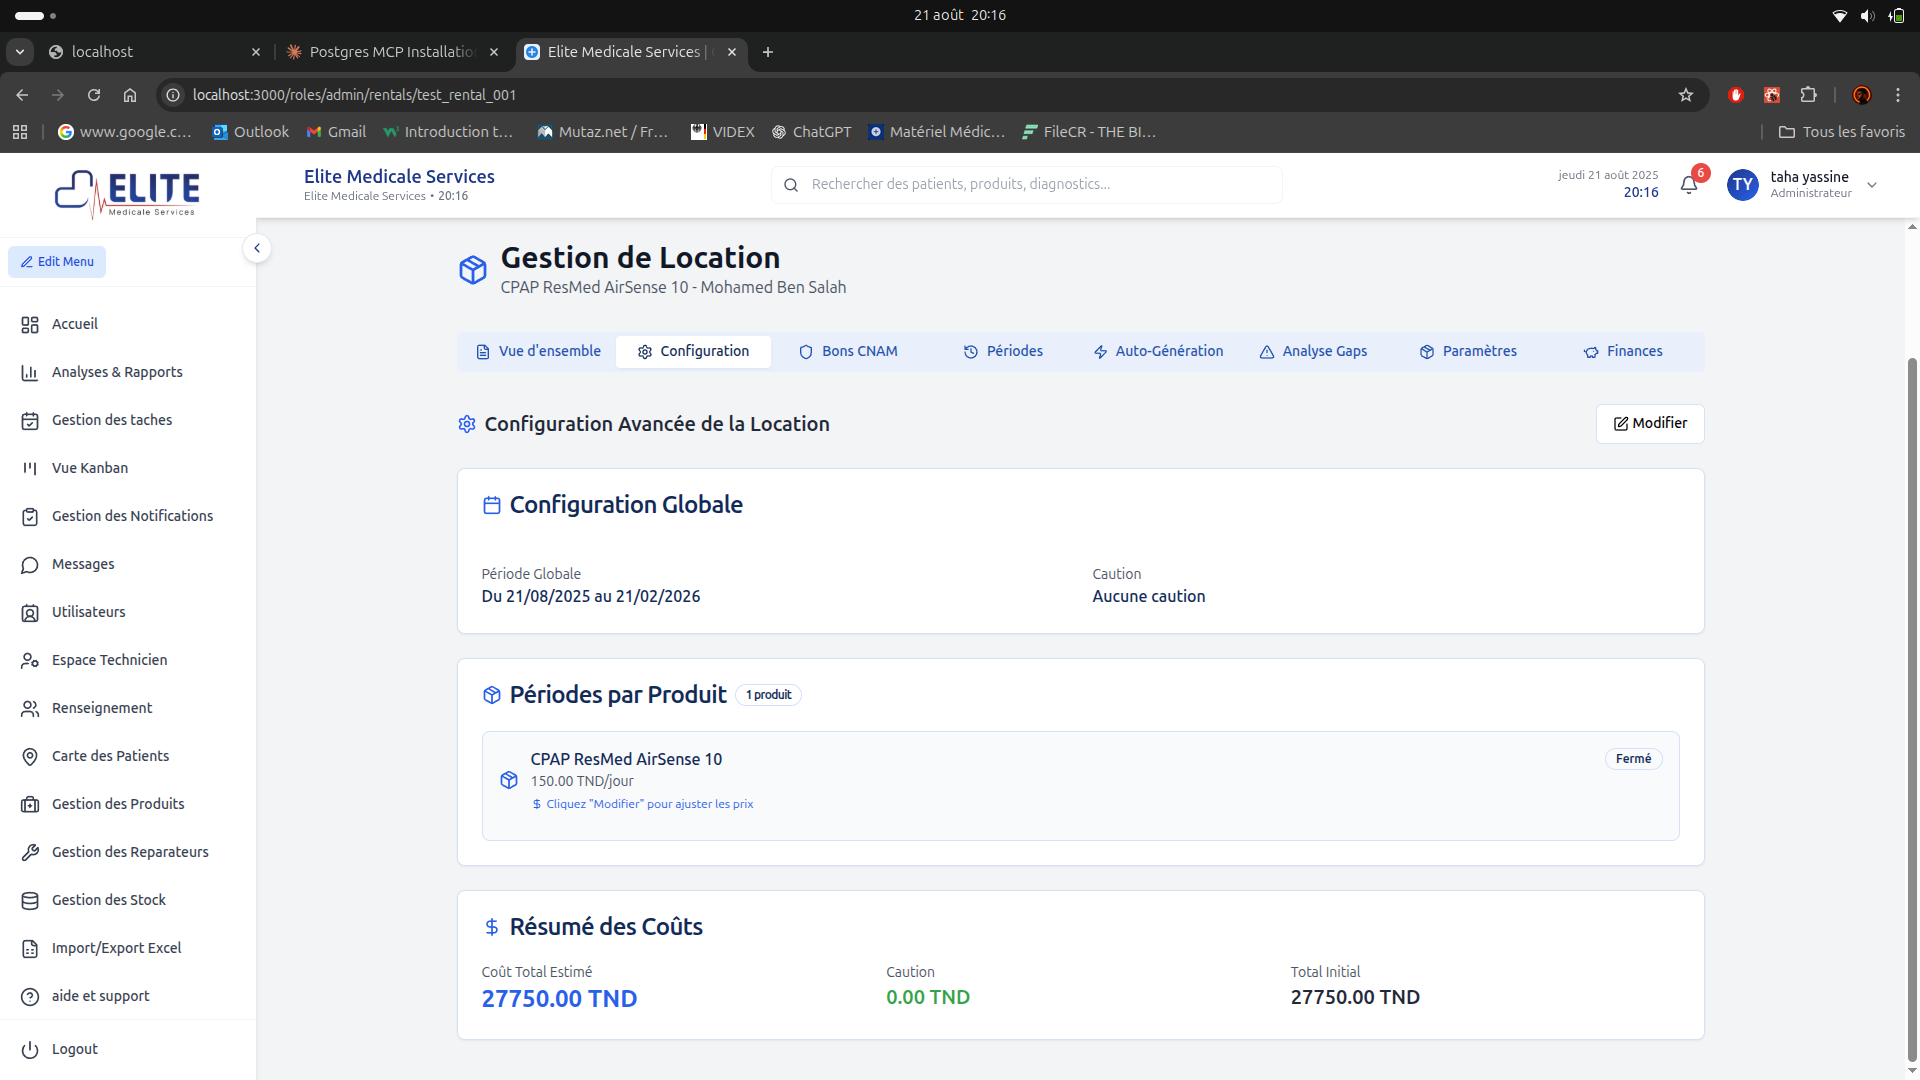 21 août 20:16
localhost
Postgres MCP Installatio
Elite Medicale Services |
localhost:3000/roles/admin/rentals/test_rental_001
www.google.c...
Outlook
Gmail
Introduction t...
Mutaz.net / Fr...
VIDEX
ChatGPT
Matériel Médic...
FileCR - THE BI...
Tous les favoris
ELITE
Medicale Services
Elite Medicale Services
Elite Medicale Services • 20:16
Rechercher des patients, produits, diagnostics...
jeudi 21 août 2025
20:16
6
TY
taha yassine
Administrateur
Edit Menu
Accueil
Analyses & Rapports
Gestion des taches
Vue Kanban
Gestion des Notifications
Messages
Utilisateurs
Espace Technicien
Renseignement
Carte des Patients
Gestion des Produits
Gestion des Reparateurs
Gestion des Stock
Import/Export Excel
aide et support
Logout
Gestion de Location
CPAP ResMed AirSense 10 - Mohamed Ben Salah
Vue d'ensemble
Configuration
Bons CNAM
Périodes
Auto-Génération
Analyse Gaps
Paramètres
Finances
Configuration Avancée de la Location
Modifier
Configuration Globale
Période Globale
Du 21/08/2025 au 21/02/2026
Caution
Aucune caution
Périodes par Produit
1 produit
CPAP ResMed AirSense 10
150.00 TND/jour
Cliquez "Modifier" pour ajuster les prix
Fermé
$ Résumé des Coûts
Coût Total Estimé
27750.00 TND
Caution
0.00 TND
Total Initial
27750.00 TND